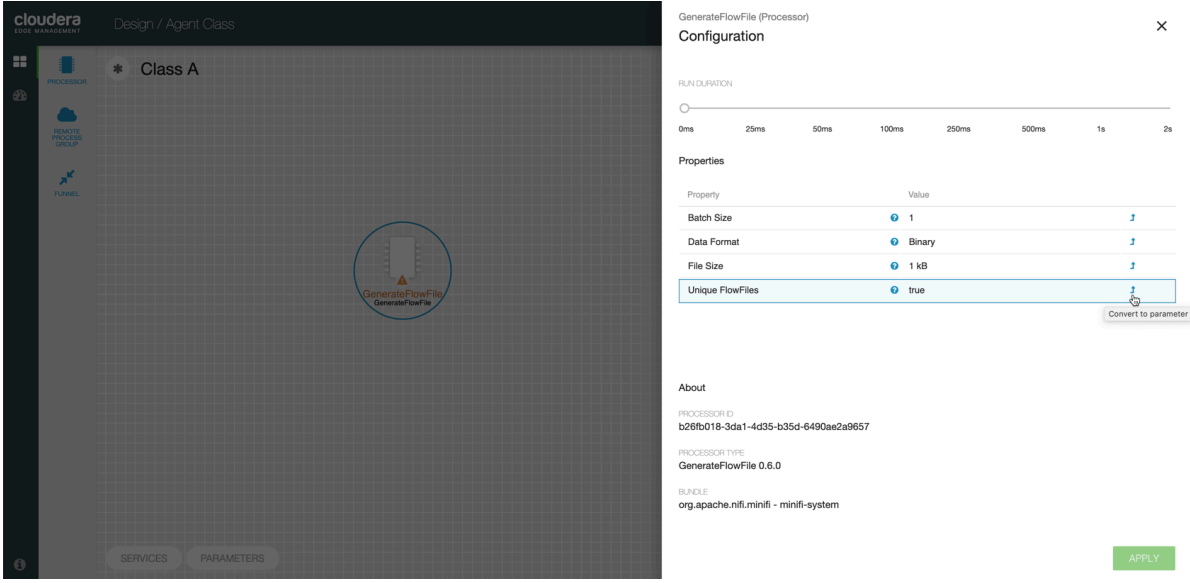 cloudera
EDGE MANAGEMENT
Design / Agent Class
PROCESSOR
REMOTE
PROCESS
GROUP
FUNNEL
Class A
GenerateFlowFile
GenerateFlowFile
SERVICES
PARAMETERS
GenerateFlowFile (Processor)
Configuration
RUN DURATION
0ms 25ms 50ms 100ms 250ms 500ms 1s 2s
Properties
Property Value
Batch Size 1
Data Format Binary
File Size 1 kB
Unique FlowFiles true
Convert to parameter
About
PROCESSOR ID
b26fb018-3da1-4d35-b35d-6490ae2a9657
PROCESSOR TYPE
GenerateFlowFile 0.6.0
BUNDLE
org.apache.nifi.minifi - minifi-system
APPLY